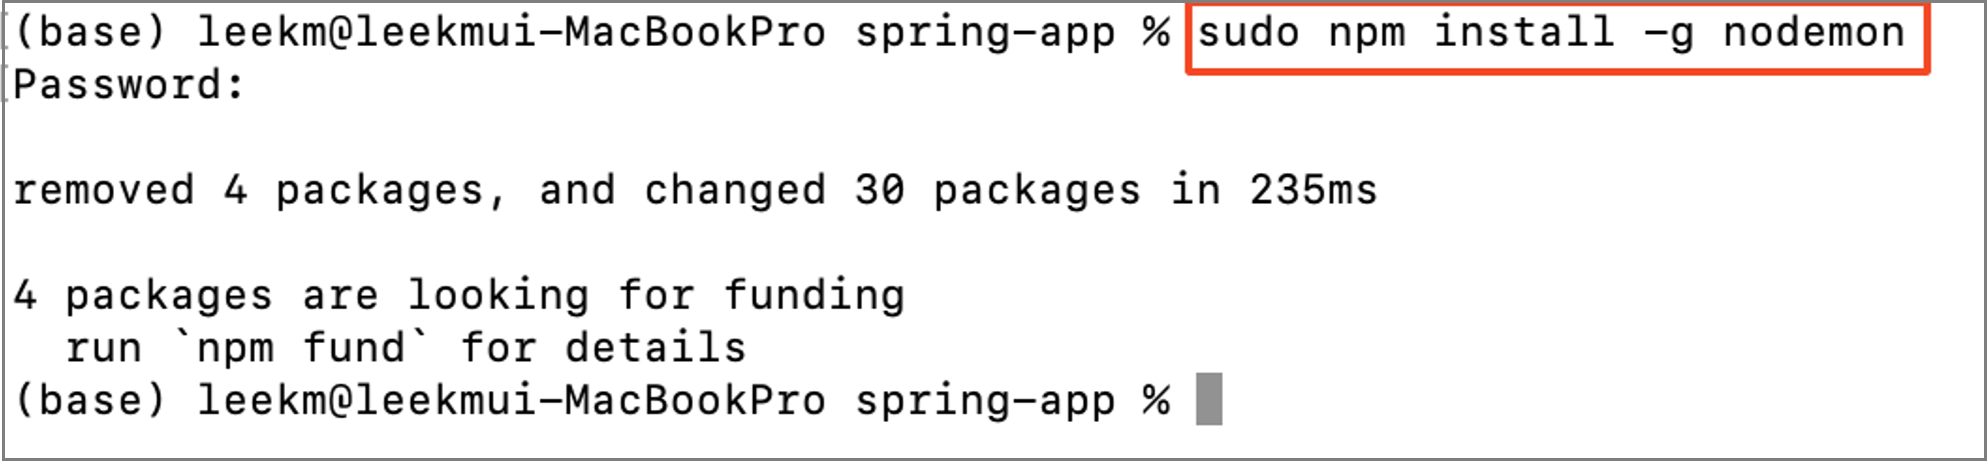 (base) leekm@leekmui-MacBookPro spring-app % sudo npm install -g nodemon
Password:
removed 4 packages, and changed 30 packages in 235ms
4 packages are looking for funding
  run `npm fund` for details
(base) leekm@leekmui-MacBookPro spring-app %